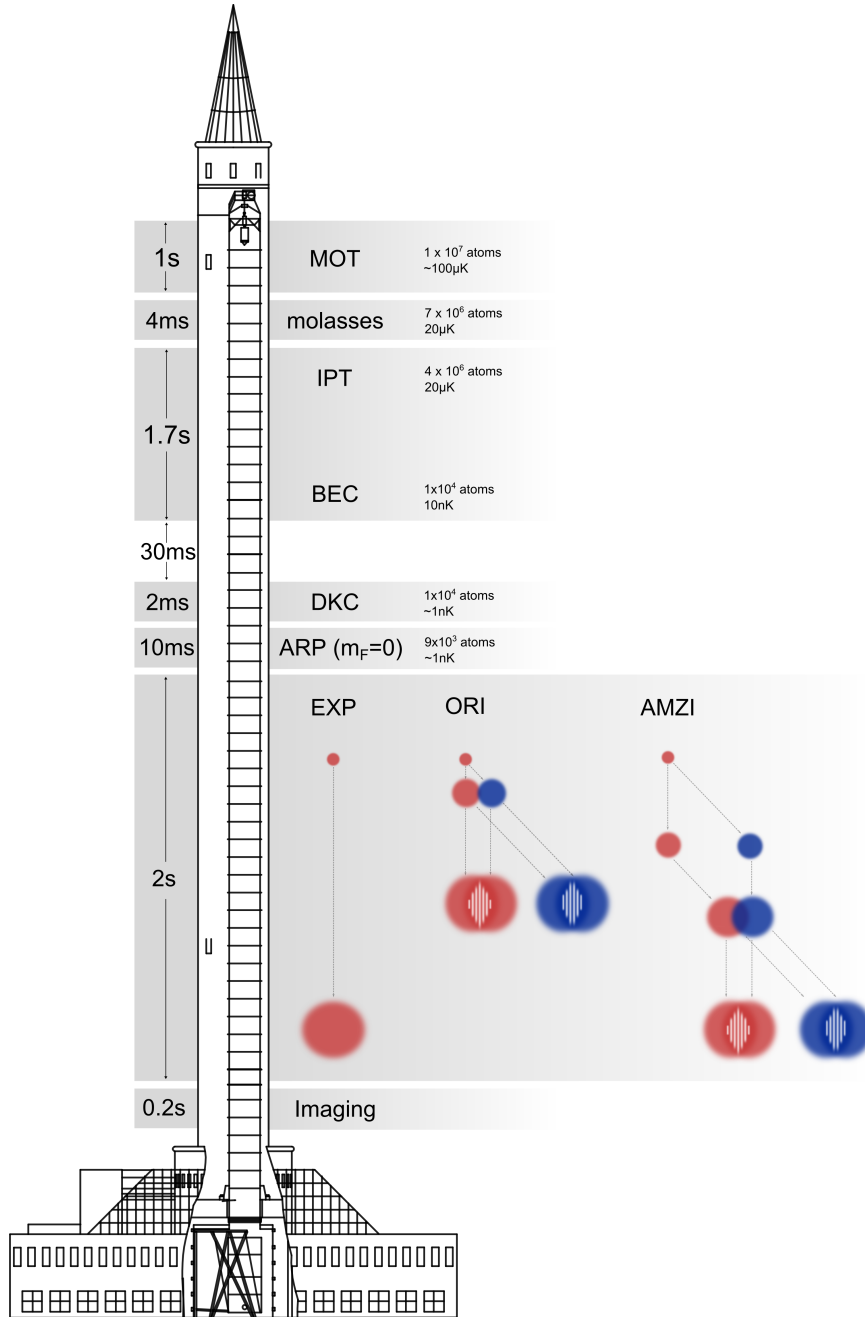 1s
MOT
1 x 10⁷ atoms
~100µK
4ms
molasses
7 x 10⁶ atoms
20µK
1.7s
IPT
4 x 10⁶ atoms
20µK
BEC
1x10⁴ atoms
10nK
30ms
2ms
DKC
1x10⁴ atoms
~1nK
10ms
ARP (m_F=0)
9x10³ atoms
~1nK
2s
EXP
ORI
AMZI
0.2s
Imaging